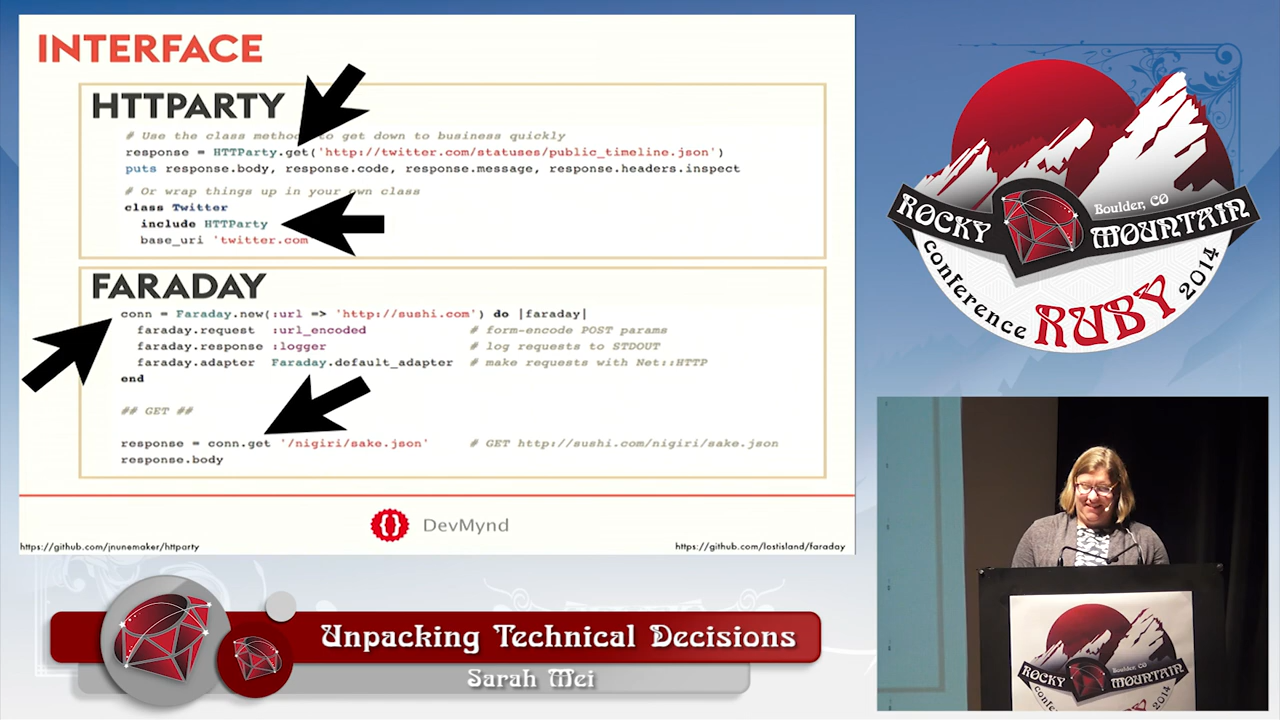 INTERFACE
HTTPARTY
# Use the class method to get down to business quickly
response = HTTParty.get('http://twitter.com/statuses/public_timeline.json')
puts response.body, response.code, response.message, response.headers.inspect
# Or wrap things up in your own class
class Twitter
include HTTParty
base_uri 'twitter.com
FARADAY
conn = Faraday.new(:url => 'http://sushi.com') do |faraday|
faraday.request :url_encoded # form-encode POST params
faraday.response :logger # log requests to STDOUT
faraday.adapter Faraday.default_adapter # make requests with Net::HTTP
end
## GET ##
response = conn.get '/nigiri/sake.json' # GET http://sushi.com/nigiri/sake.json
response.body
DevMynd
https://github.com/jnunemaker/httparty
https://github.com/lostisland/faraday
Boulder, CO
ROCKY MOUNTAIN
conference RUBY 2014
Boulder, CO
ROCKY MOUNTAIN
Unpacking Technical Decisions
Sarah Mei